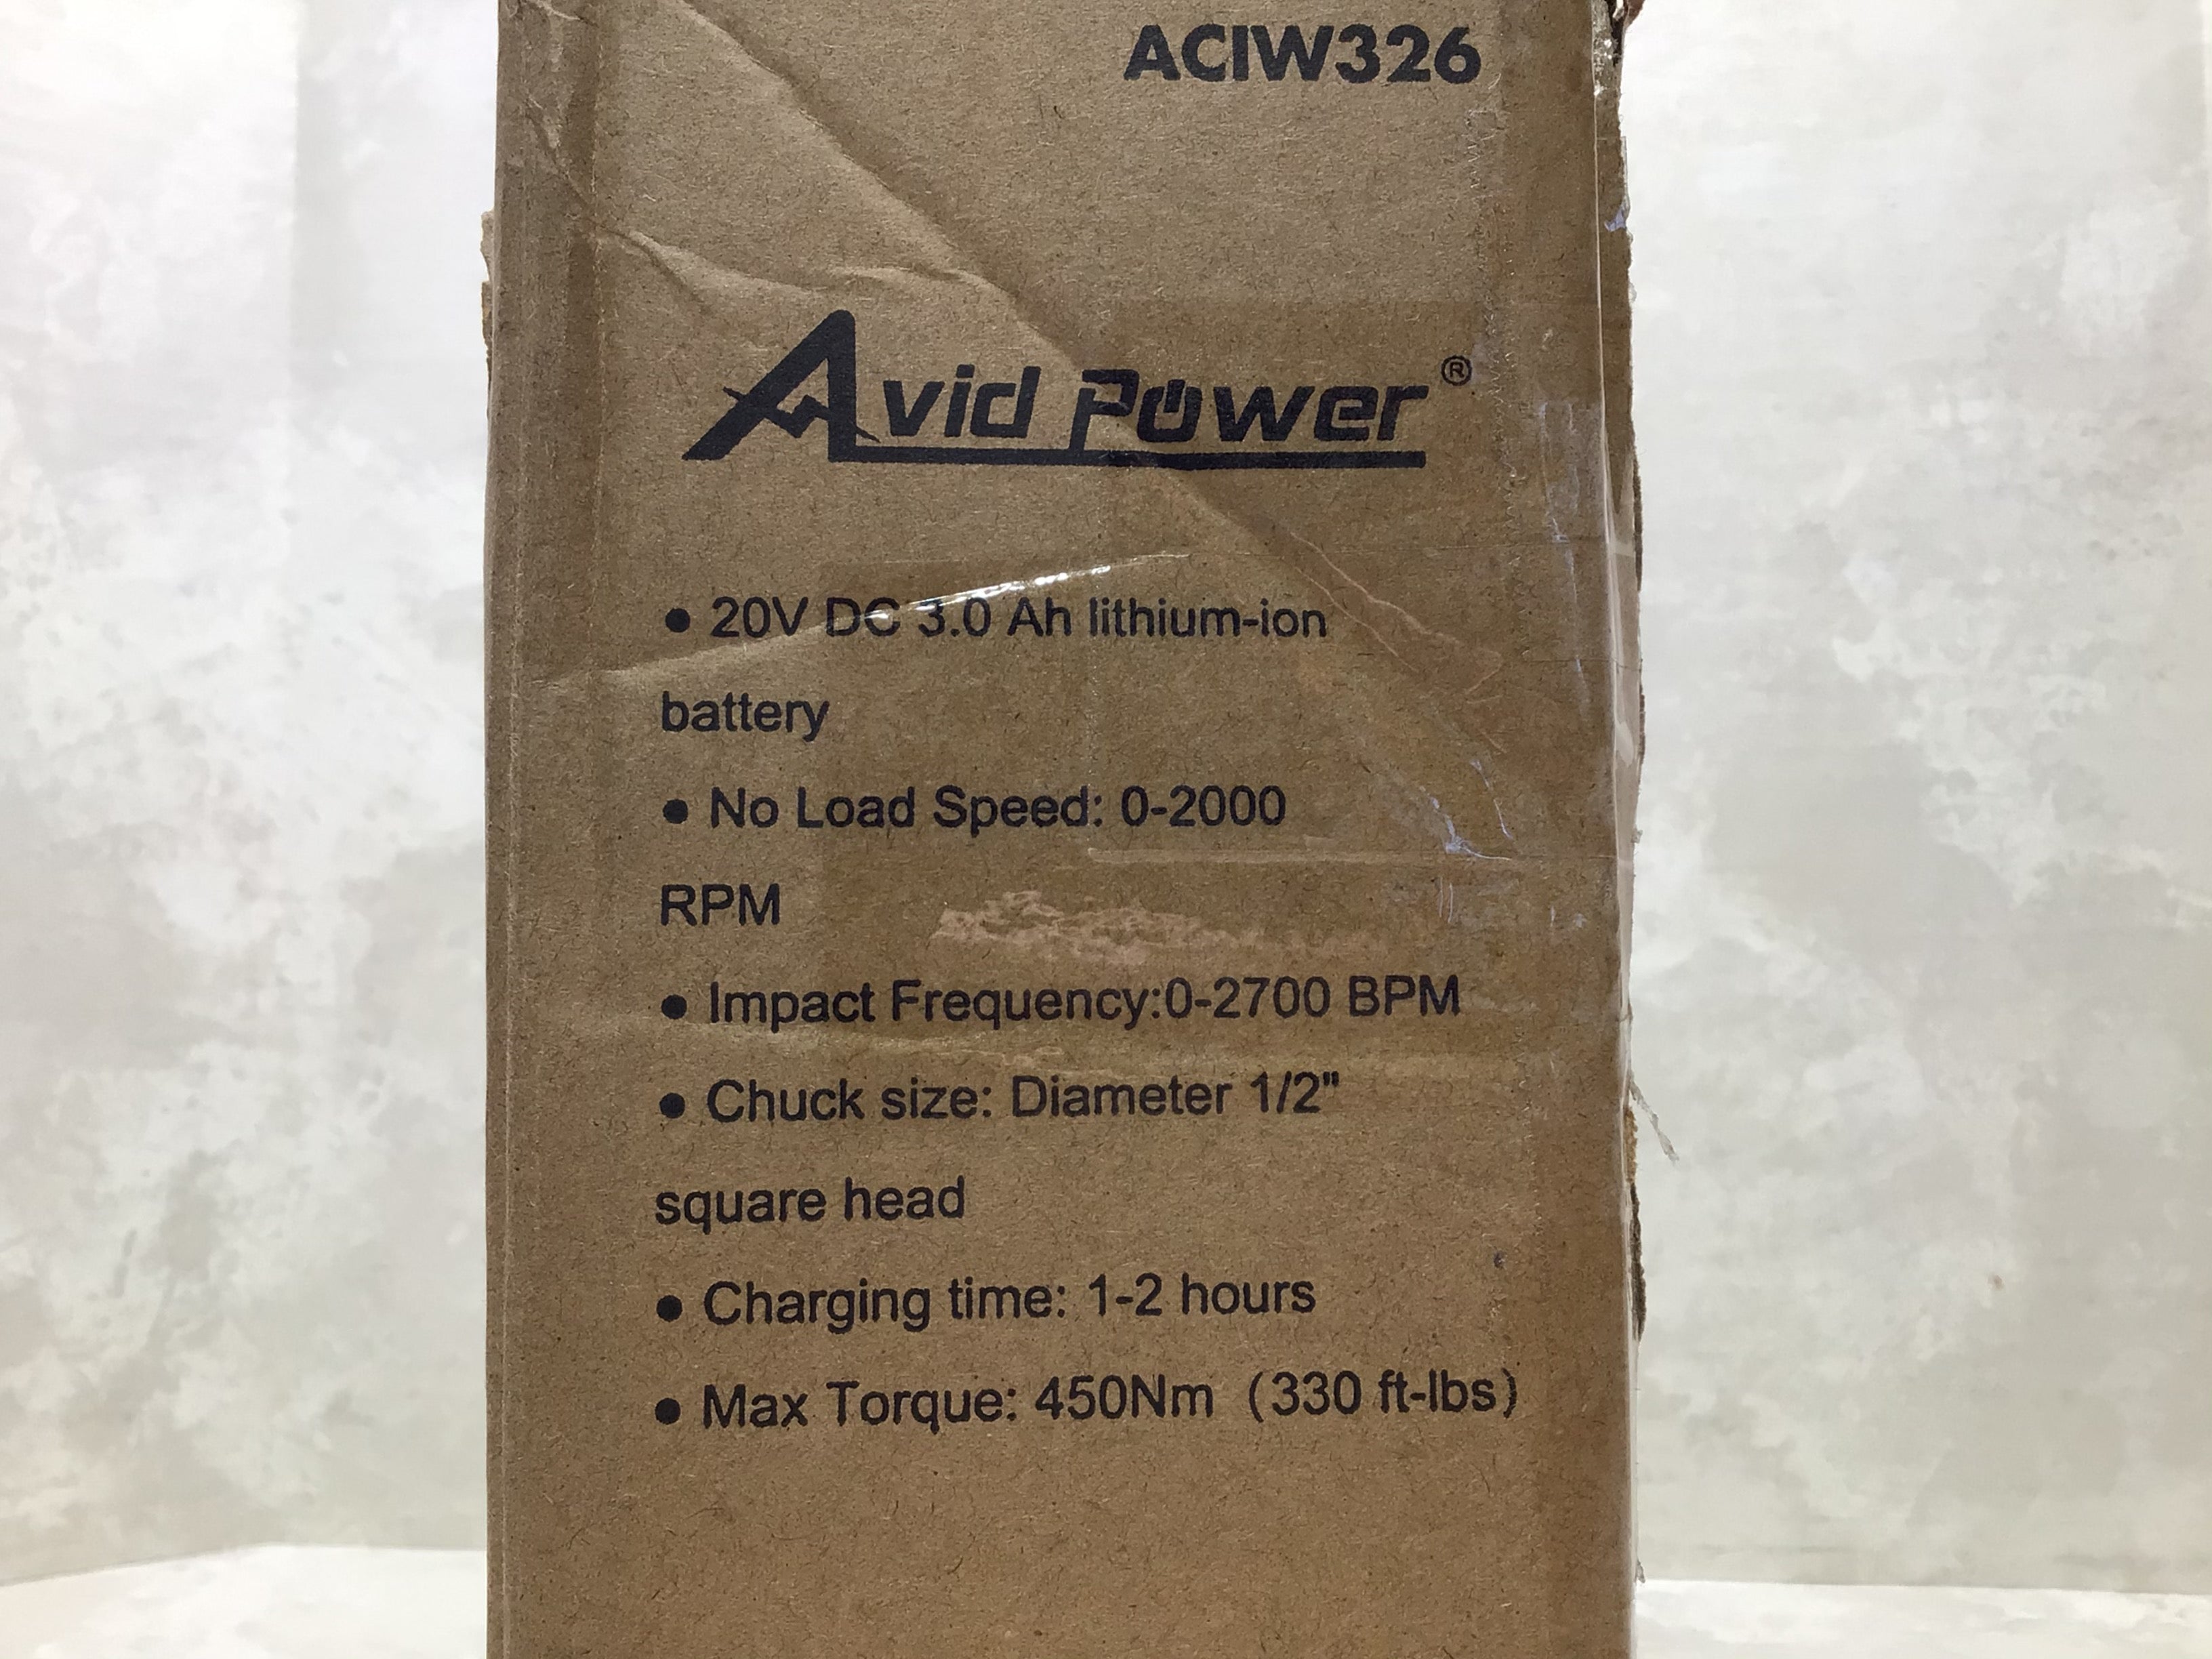 ACIW326
Avid Power®
● 20V DC 3.0 Ah lithium-ion
battery
● No Load Speed: 0-2000
RPM
● Impact Frequency:0-2700 BPM
● Chuck size: Diameter 1/2"
square head
● Charging time: 1-2 hours
● Max Torque: 450Nm (330 ft-lbs)